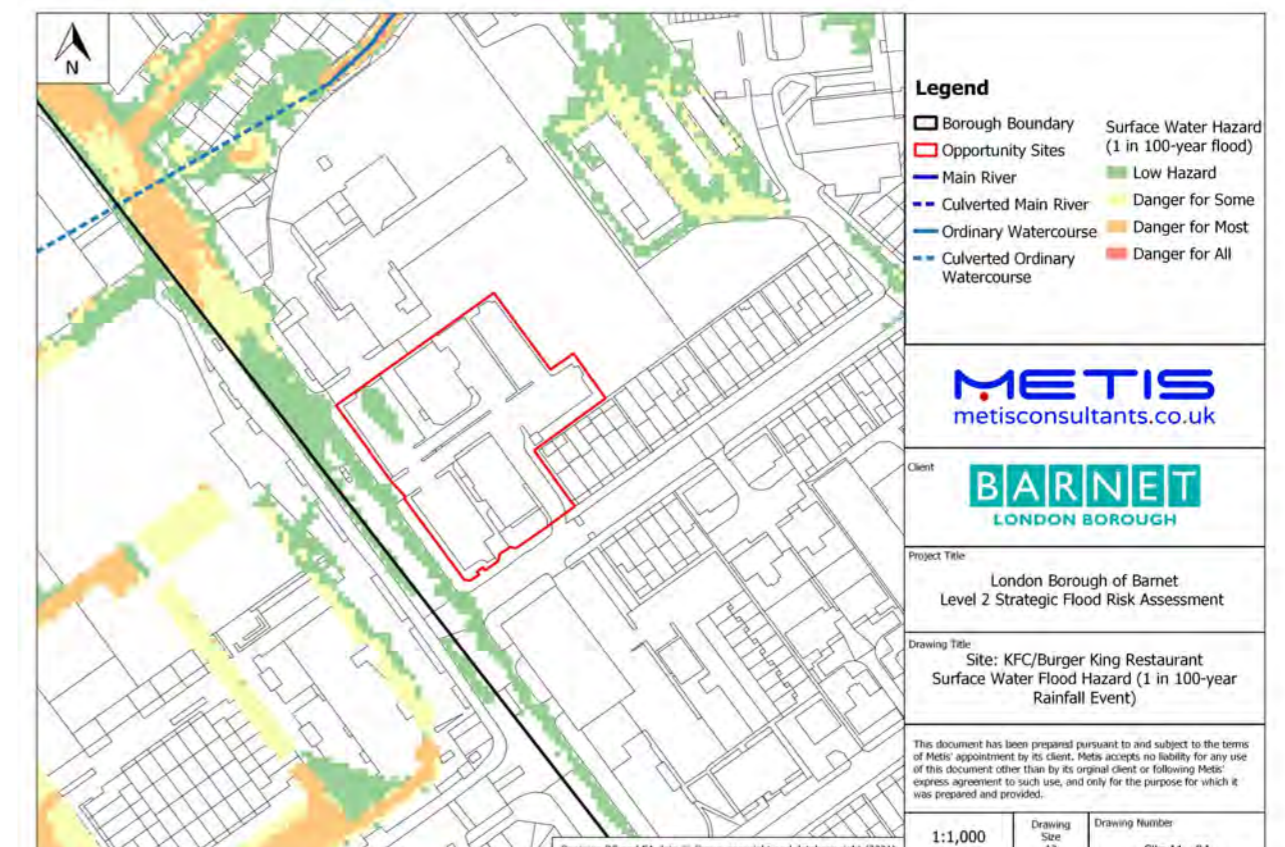 N
Legend
Borough Boundary
Opportunity Sites
Main River
Culverted Main River
Ordinary Watercourse
Culverted Ordinary
Watercourse
Surface Water Hazard
(1 in 100-year flood)
Low Hazard
Danger for Some
Danger for Most
Danger for All
METIS
metisconsultants.co.uk
Client
BARNET
LONDON BOROUGH
Project Title
London Borough of Barnet
Level 2 Strategic Flood Risk Assessment
Drawing Title
Site: KFC/Burger King Restaurant
Surface Water Flood Hazard (1 in 100-year
Rainfall Event)
This document has been prepared pursuant to and subject to the terms
of Metis' appointment by its client. Metis accepts no liability for any use
of this document other than by its orginal client or following Metis'
express agreement to such use, and only for the purpose for which it
was prepared and provided.
1:1,000
Drawing
Size
Drawing Number